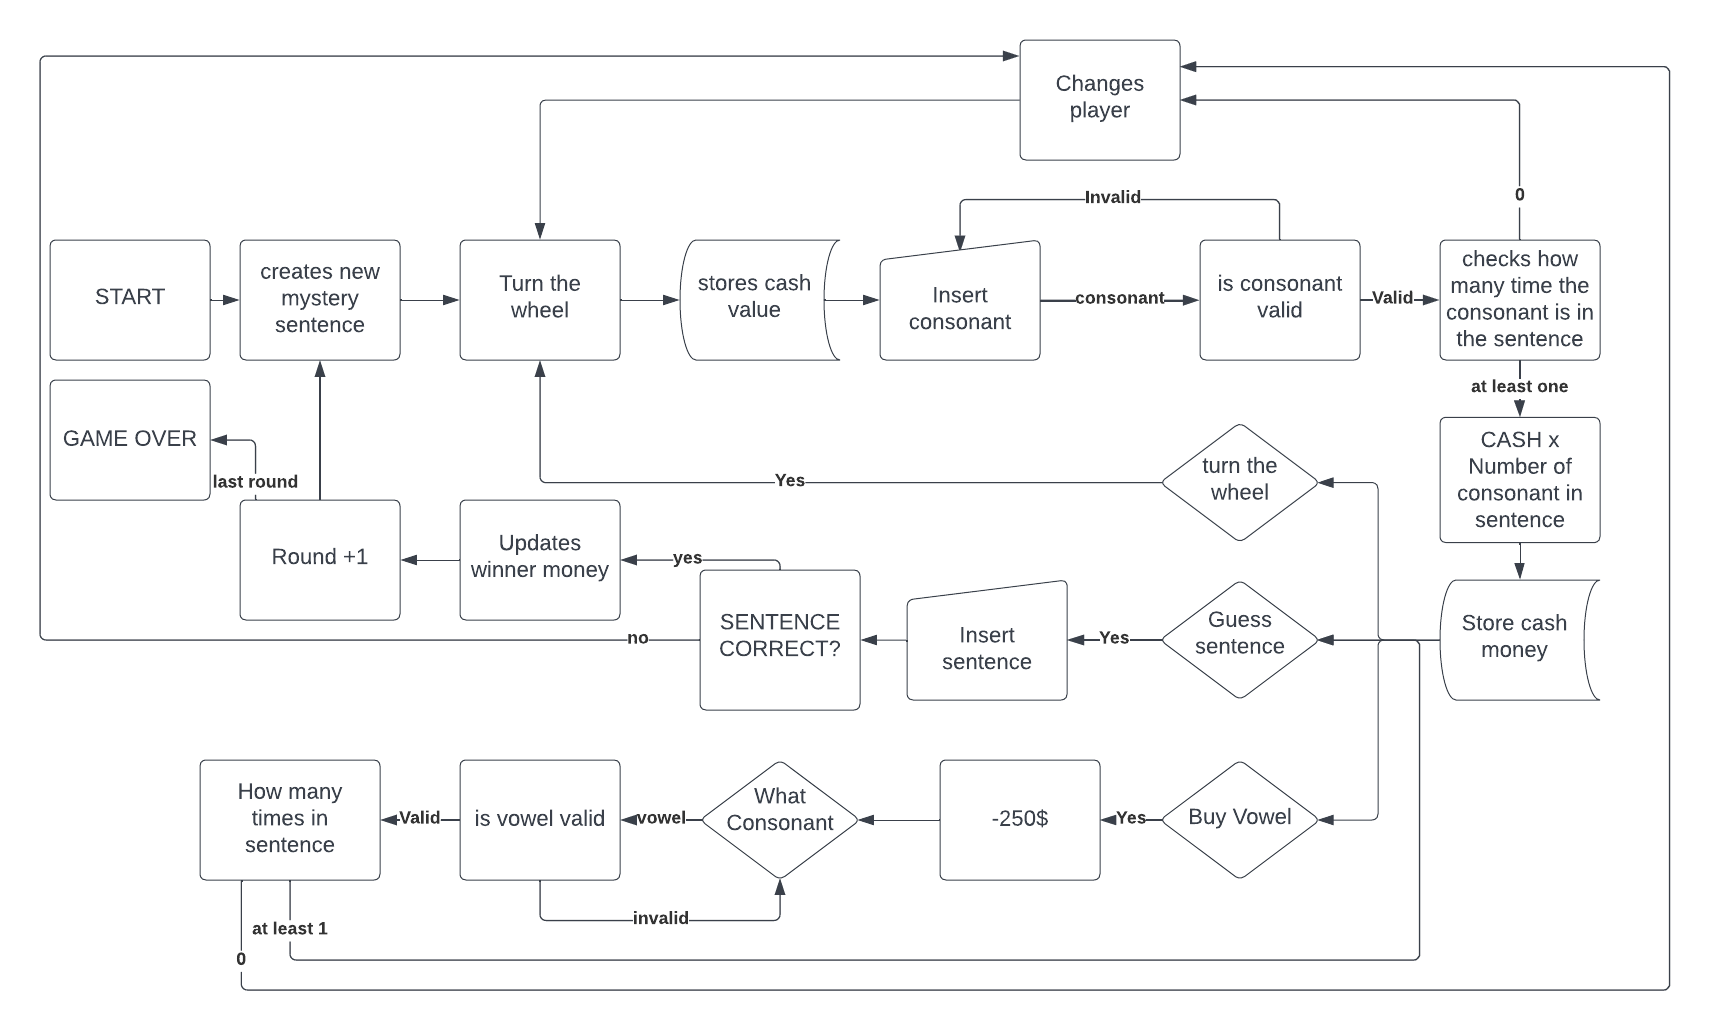 Changes
player
Invalid
0
START
creates new
mystery
sentence
Turn the
wheel
stores cash
value
Insert
consonant
consonant
is consonant
valid
Valid
checks how
many time the
consonant is in
the sentence
at least one
GAME OVER
last round
CASH x
Number of
consonant in
sentence
turn the
wheel
Yes
Round +1
Updates
winner money
yes
SENTENCE
CORRECT?
no
Insert
sentence
Yes
Guess
sentence
Store cash
money
How many
times in
sentence
Valid
is vowel valid
vowel
What
Consonant
-250$
Yes
Buy Vowel
invalid
at least 1
0